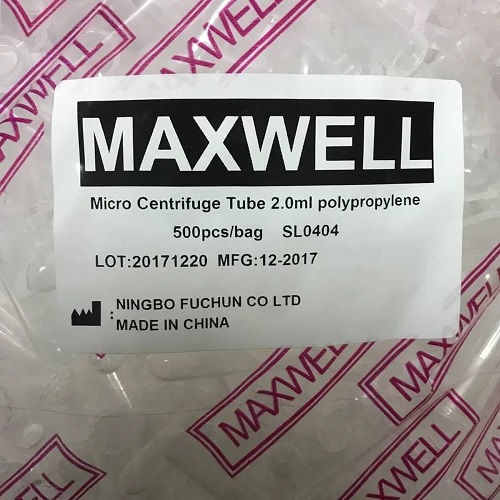 MAXWELL
MAXWELL
MAXWELL
Micro Centrifuge Tube 2.0ml polypropylene
500pcs/bag SL0404
LOT:20171220 MFG:12-2017
: NINGBO FUCHUN CO LTD
MADE IN CHINA
MAXWELL
MAXWELL